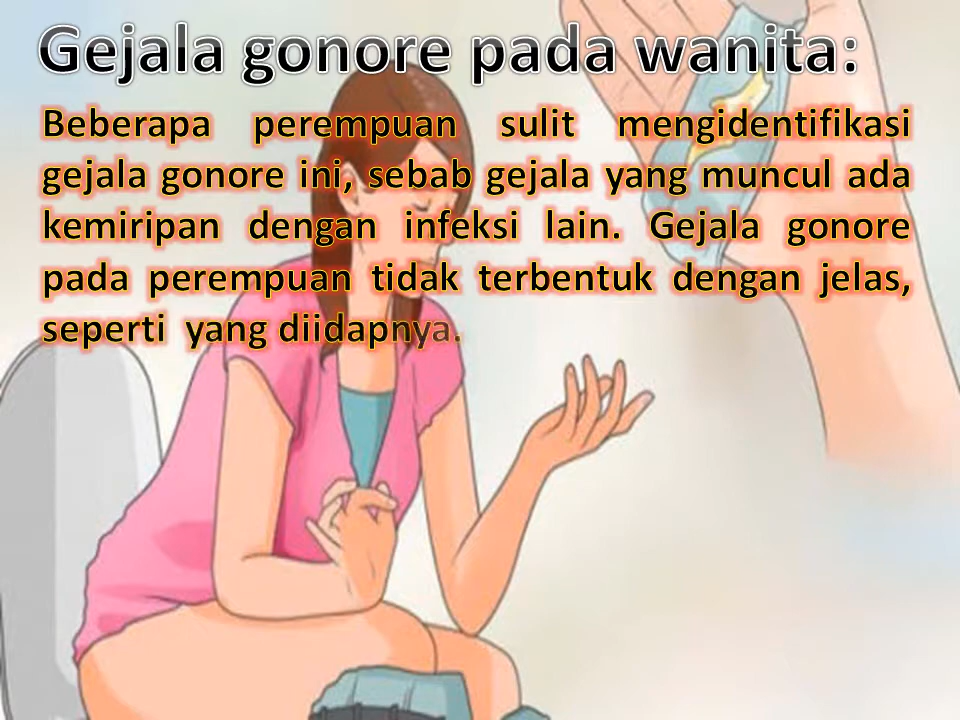 Gejala gonore pada wanita:
Beberapa perempuan sulit mengidentifikasi
gejala gonore ini, sebab gejala yang muncul ada
kemiripan dengan infeksi lain. Gejala gonore
pada perempuan tidak terbentuk dengan jelas,
seperti yang diidapnya.